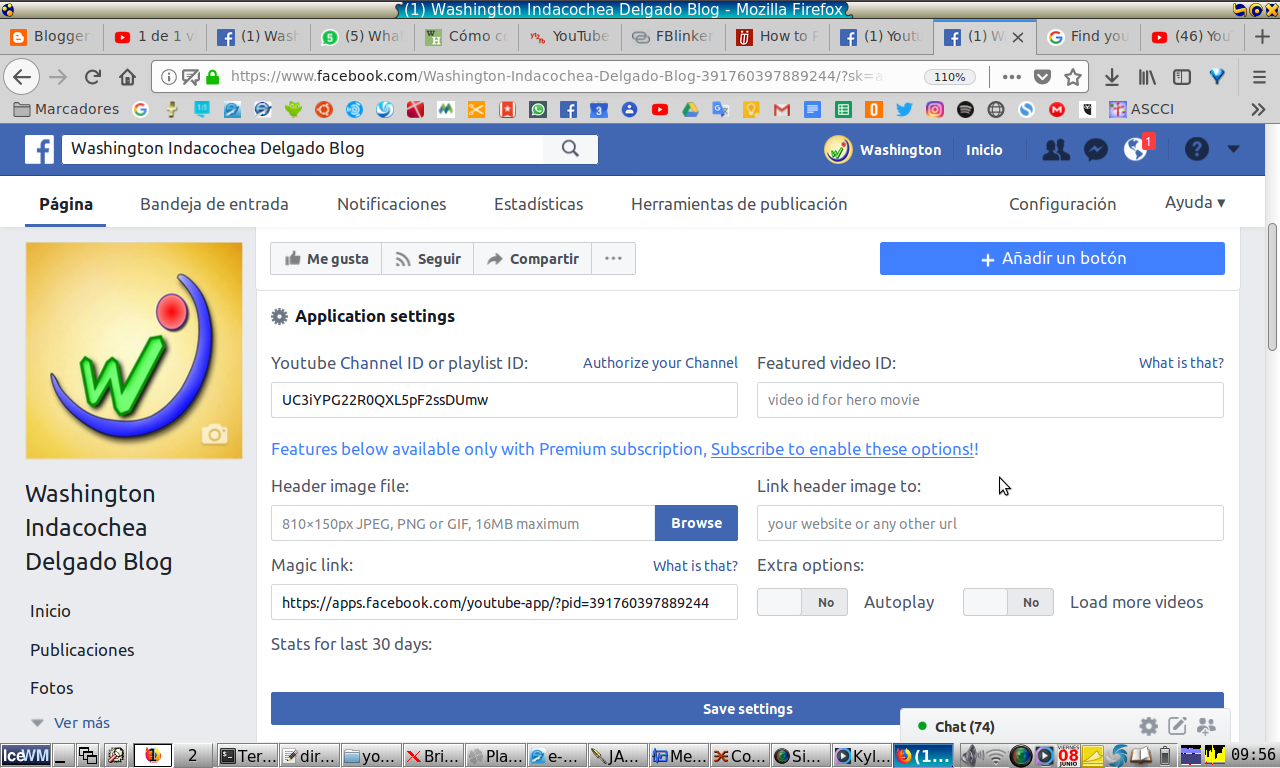 (1) Washington Indacochea Delgado Blog - Mozilla Firefox
Blogger
1 de 1 v
(1) Wash
(5) What
Cómo c
YouTube
FBlinker
How to F
(1) Youtu
(1) W
Find you
(46) You
https://www.facebook.com/Washington-Indacochea-Delgado-Blog-391760397889244/?sk=a
110%
Marcadores
ASCCI
Washington Indacochea Delgado Blog
Washington
Inicio
1
Página
Bandeja de entrada
Notificaciones
Estadísticas
Herramientas de publicación
Configuración
Ayuda ▾
Me gusta
Seguir
Compartir
+ Añadir un botón
Application settings
Youtube Channel ID or playlist ID:
Authorize your Channel
Featured video ID:
What is that?
UC3iYPG22R0QXL5pF2ssDUmw
video id for hero movie
Features below available only with Premium subscription, Subscribe to enable these options!!
Header image file:
Link header image to:
810×150px JPEG, PNG or GIF, 16MB maximum
Browse
your website or any other url
Magic link:
What is that?
Extra options:
https://apps.facebook.com/youtube-app/?pid=391760397889244
No
Autoplay
No
Load more videos
Stats for last 30 days:
Save settings
Washington
Indacochea
Delgado Blog
Inicio
Publicaciones
Fotos
Ver más
Chat (74)
IceWM
1
2
Ter...
dir...
yo...
Bri...
Pla...
e-...
JA...
Me...
Co...
Si...
Kyl...
(1...
VIERNES
08
JUNIO
09:56